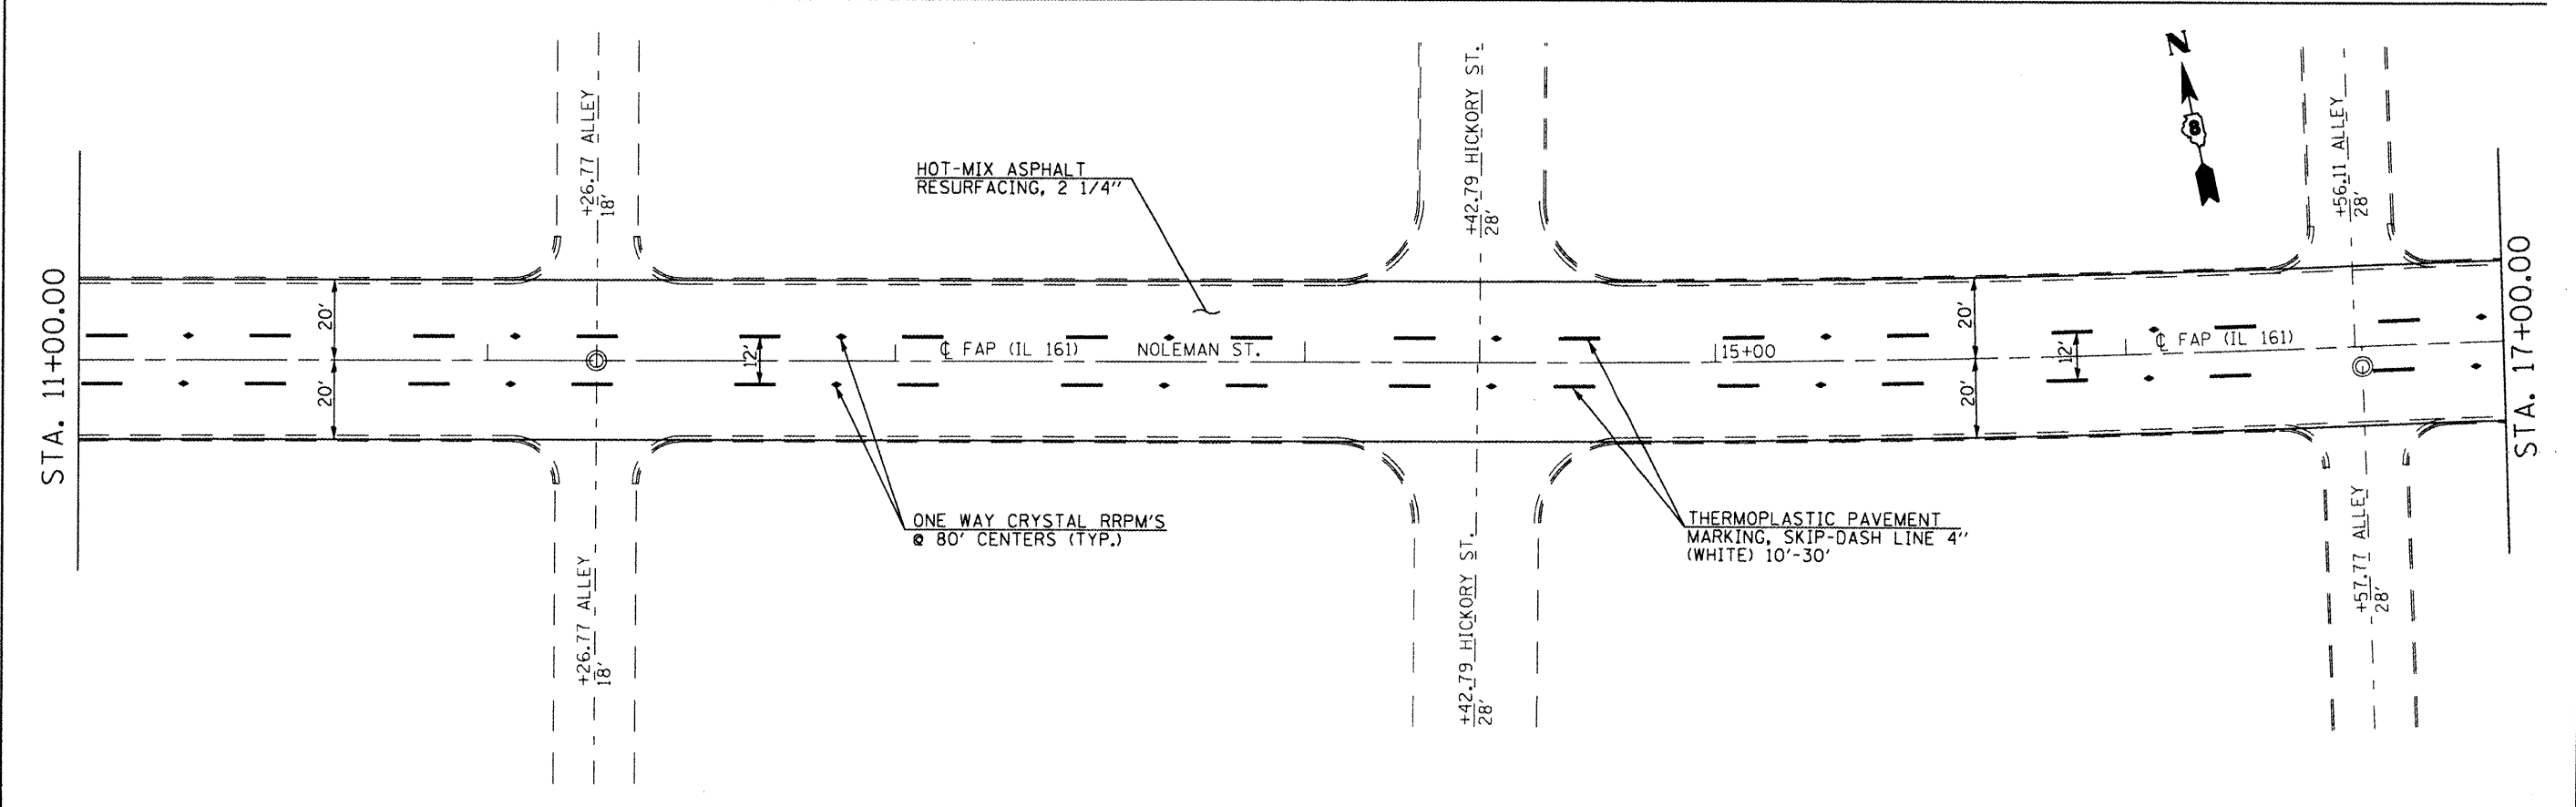 N
8
+26.77 ALLEY
18'
+42.79 HICKORY ST.
28'
+56.11 ALLEY
28'
HOT-MIX ASPHALT
RESURFACING, 2 1/4"
STA. 11+00.00
20'
20'
12'
℄ FAP (IL 161)
NOLEMAN ST.
15+00
20'
20'
12'
℄ FAP (IL 161)
STA. 17+00.00
ONE WAY CRYSTAL RRPM'S
@ 80' CENTERS (TYP.)
THERMOPLASTIC PAVEMENT
MARKING, SKIP-DASH LINE 4"
(WHITE) 10'-30'
+26.77 ALLEY
18'
+42.79 HICKORY ST.
28'
+57.77 ALLEY
28'